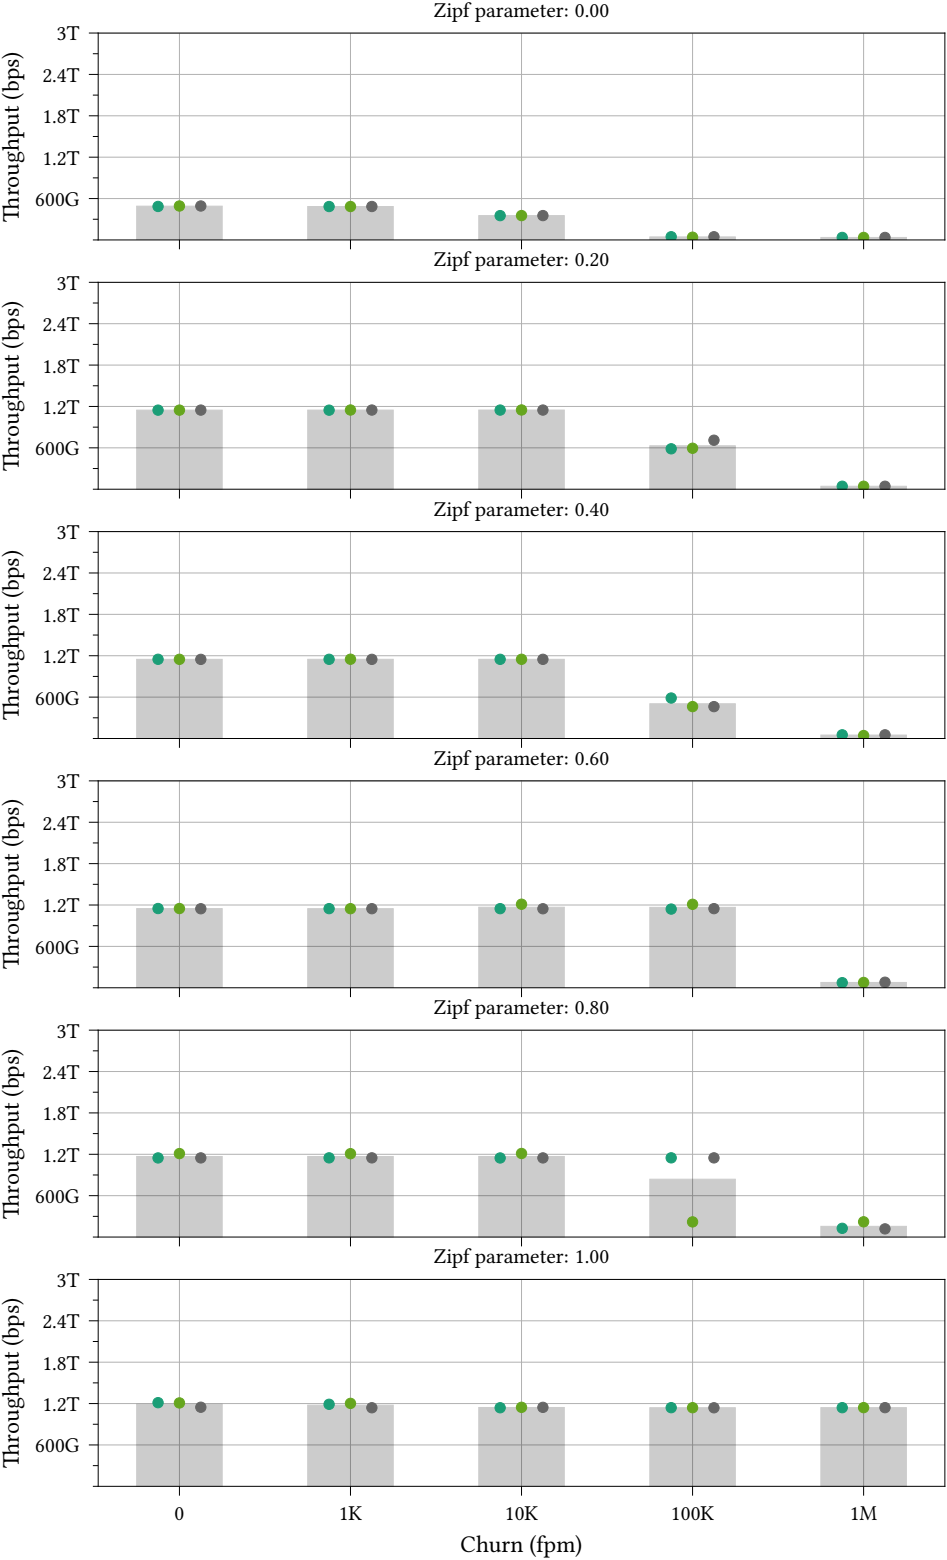 Zipf parameter: 0.00
3T
2.4T
1.8T
1.2T
600G
Throughput (bps)
Zipf parameter: 0.20
3T
2.4T
1.8T
1.2T
600G
Throughput (bps)
Zipf parameter: 0.40
3T
2.4T
1.8T
1.2T
600G
Throughput (bps)
Zipf parameter: 0.60
3T
2.4T
1.8T
1.2T
600G
Throughput (bps)
Zipf parameter: 0.80
3T
2.4T
1.8T
1.2T
600G
Throughput (bps)
Zipf parameter: 1.00
3T
2.4T
1.8T
1.2T
600G
Throughput (bps)
0 1K 10K 100K 1M
Churn (fpm)